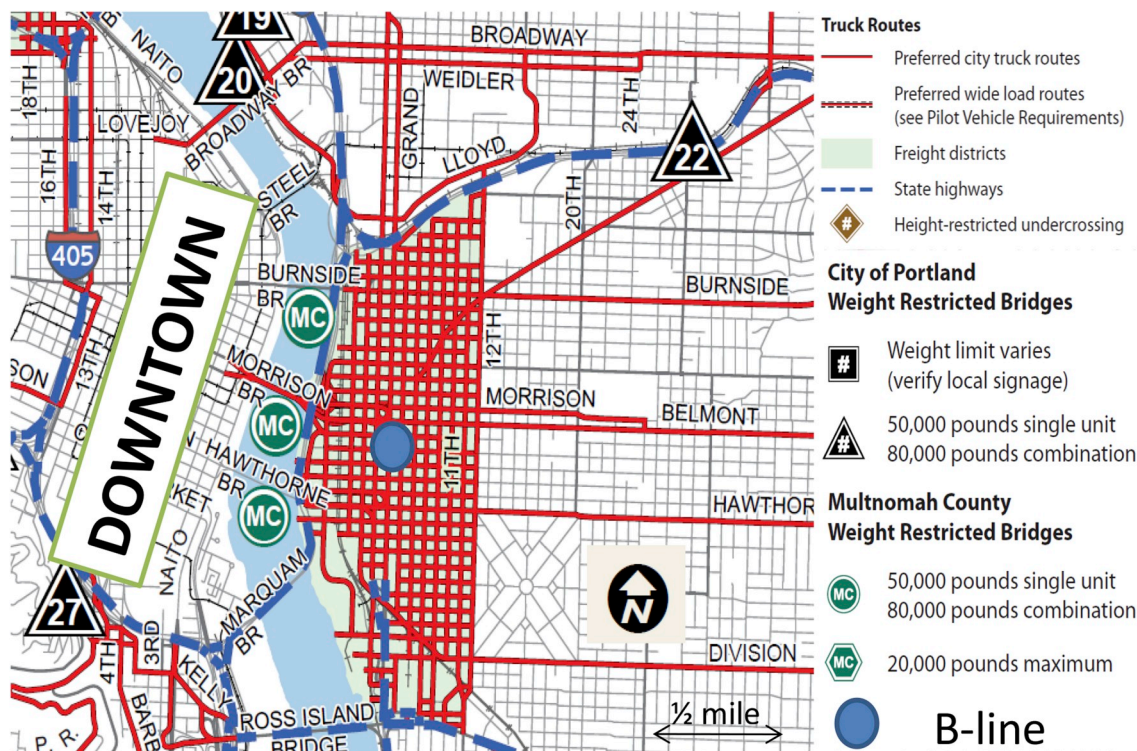 19
BROADWAY
NAITO
20
WEIDLER
18TH
BROADWAY
BR
24TH
LOVEJOY
GRAND
LLOYD
22
16TH
14TH
STEEL
BR
20TH
405
BURNSIDE
BR
BURNSIDE
MC
DOWNTOWN
12TH
SON
13TH
MORRISON
BR
MORRISON
BELMONT
MC
11TH
HAWTHORNE
BR
HAWTHOR
MC
RKET
NAITO
MARQUAM
BR
N
27
3RD
4TH
KELLY
DIVISION
BARB
ROSS ISLAND
BRIDGE
½ mile
P. R.
Truck Routes
Preferred city truck routes
Preferred wide load routes
(see Pilot Vehicle Requirements)
Freight districts
State highways
# Height-restricted undercrossing
City of Portland
Weight Restricted Bridges
# Weight limit varies
(verify local signage)
# 50,000 pounds single unit
80,000 pounds combination
Multnomah County
Weight Restricted Bridges
MC 50,000 pounds single unit
80,000 pounds combination
MC 20,000 pounds maximum
B-line